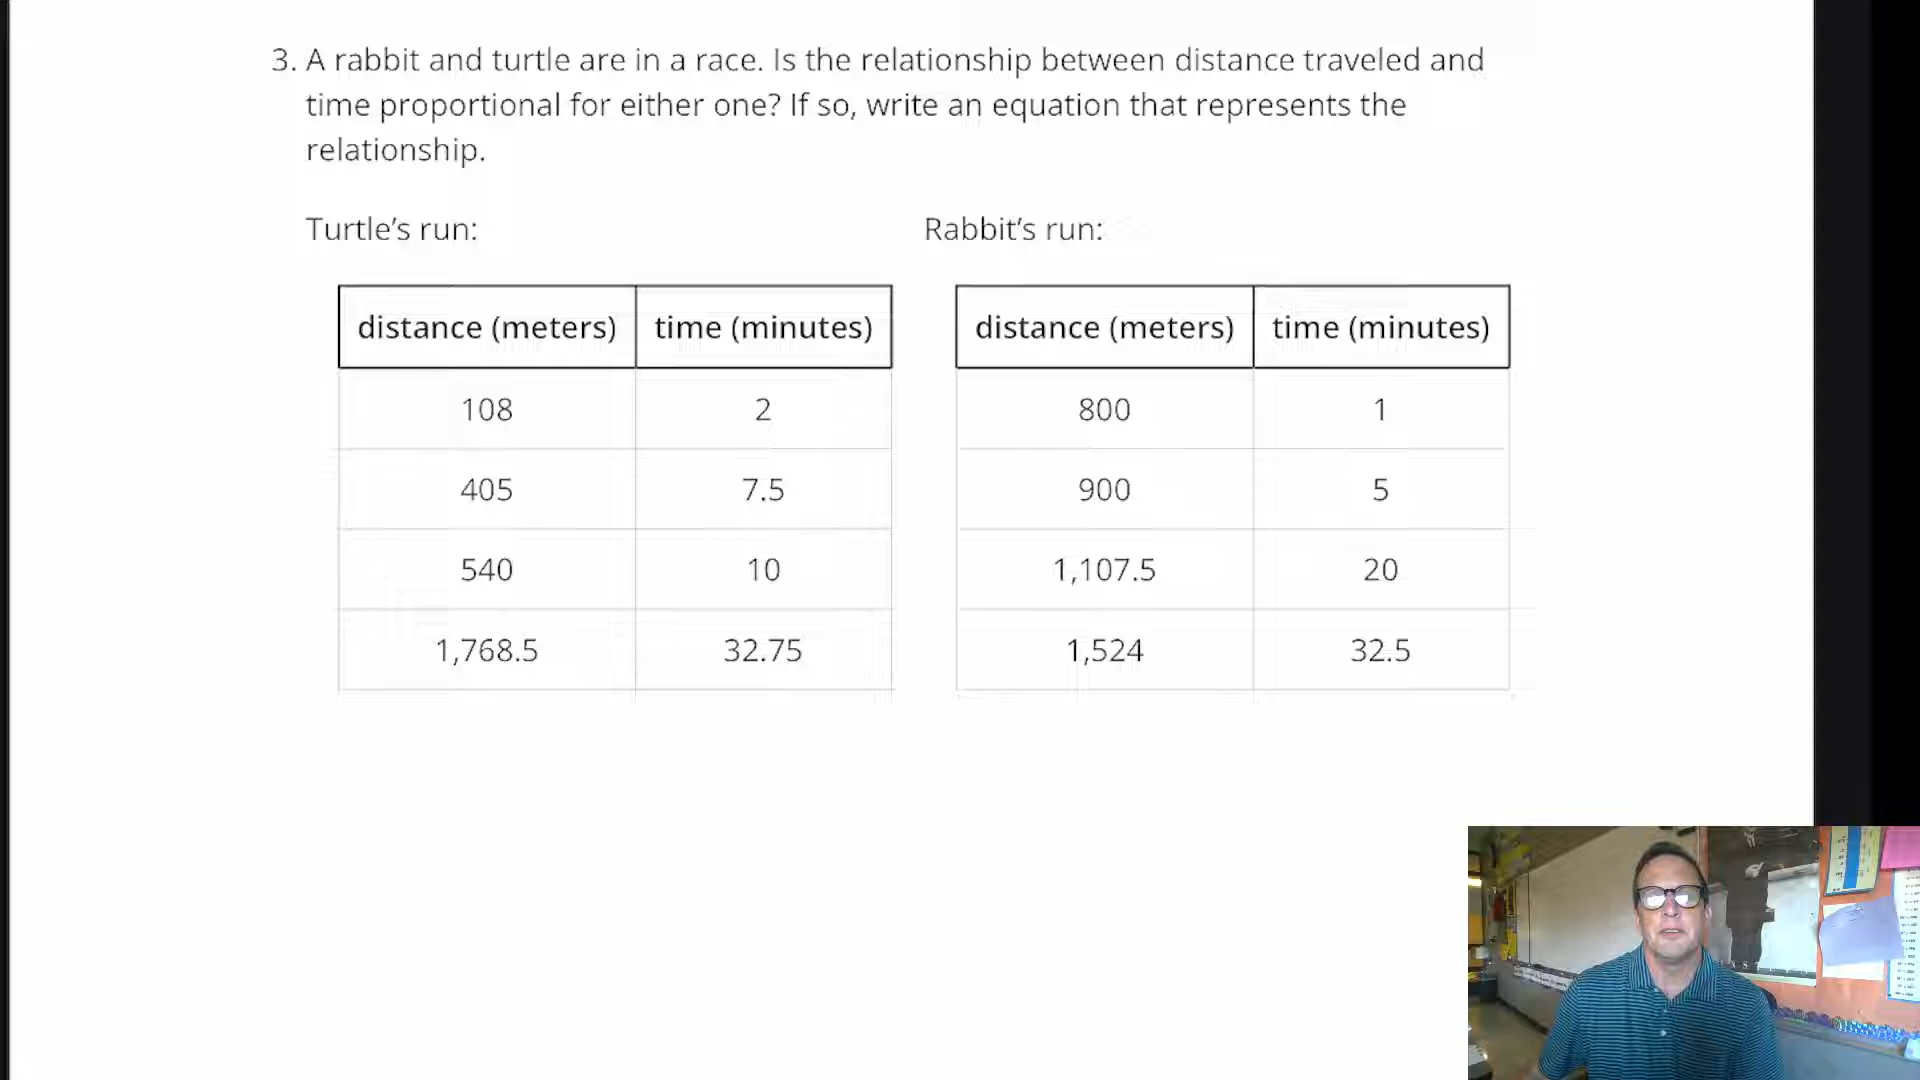 3. A rabbit and turtle are in a race. Is the relationship between distance traveled and
time proportional for either one? If so, write an equation that represents the
relationship.
Turtle’s run:
distance (meters) time (minutes)
108 2
405 7.5
540 10
1,768.5 32.75
Rabbit’s run:
distance (meters) time (minutes)
800 1
900 5
1,107.5 20
1,524 32.5